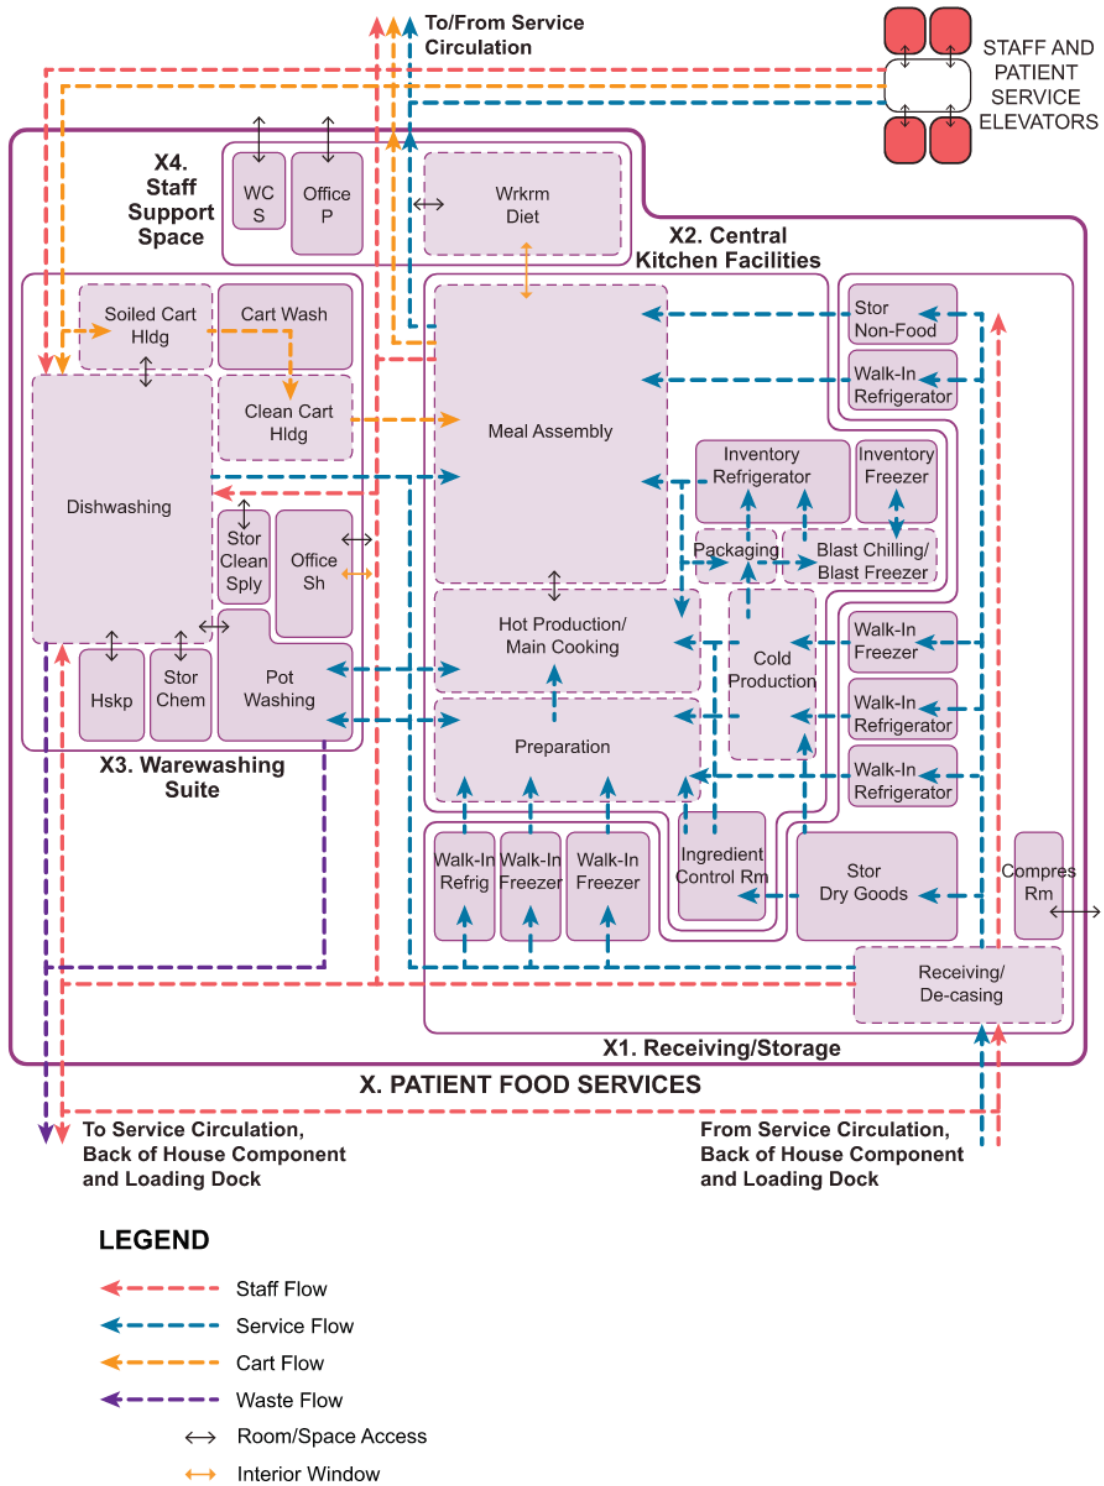 To/From Service
Circulation
STAFF AND
PATIENT
SERVICE
ELEVATORS
X4.
Staff
Support
Space
WC
S
Office
P
Wrkrm
Diet
X2. Central
Kitchen Facilities
Soiled Cart
Hldg
Cart Wash
Clean Cart
Hldg
Dishwashing
Stor
Clean
Sply
Office
Sh
Hskp
Stor
Chem
Pot
Washing
X3. Warewashing
Suite
Meal Assembly
Stor
Non-Food
Walk-In
Refrigerator
Inventory
Refrigerator
Inventory
Freezer
Packaging
Blast Chilling/
Blast Freezer
Hot Production/
Main Cooking
Cold
Production
Walk-In
Freezer
Walk-In
Refrigerator
Preparation
Walk-In
Refrigerator
Walk-In
Refrig
Walk-In
Freezer
Walk-In
Freezer
Ingredient
Control Rm
Stor
Dry Goods
Compres
Rm
Receiving/
De-casing
X1. Receiving/Storage
X. PATIENT FOOD SERVICES
To Service Circulation,
Back of House Component
and Loading Dock
From Service Circulation,
Back of House Component
and Loading Dock
LEGEND
Staff Flow
Service Flow
Cart Flow
Waste Flow
Room/Space Access
Interior Window